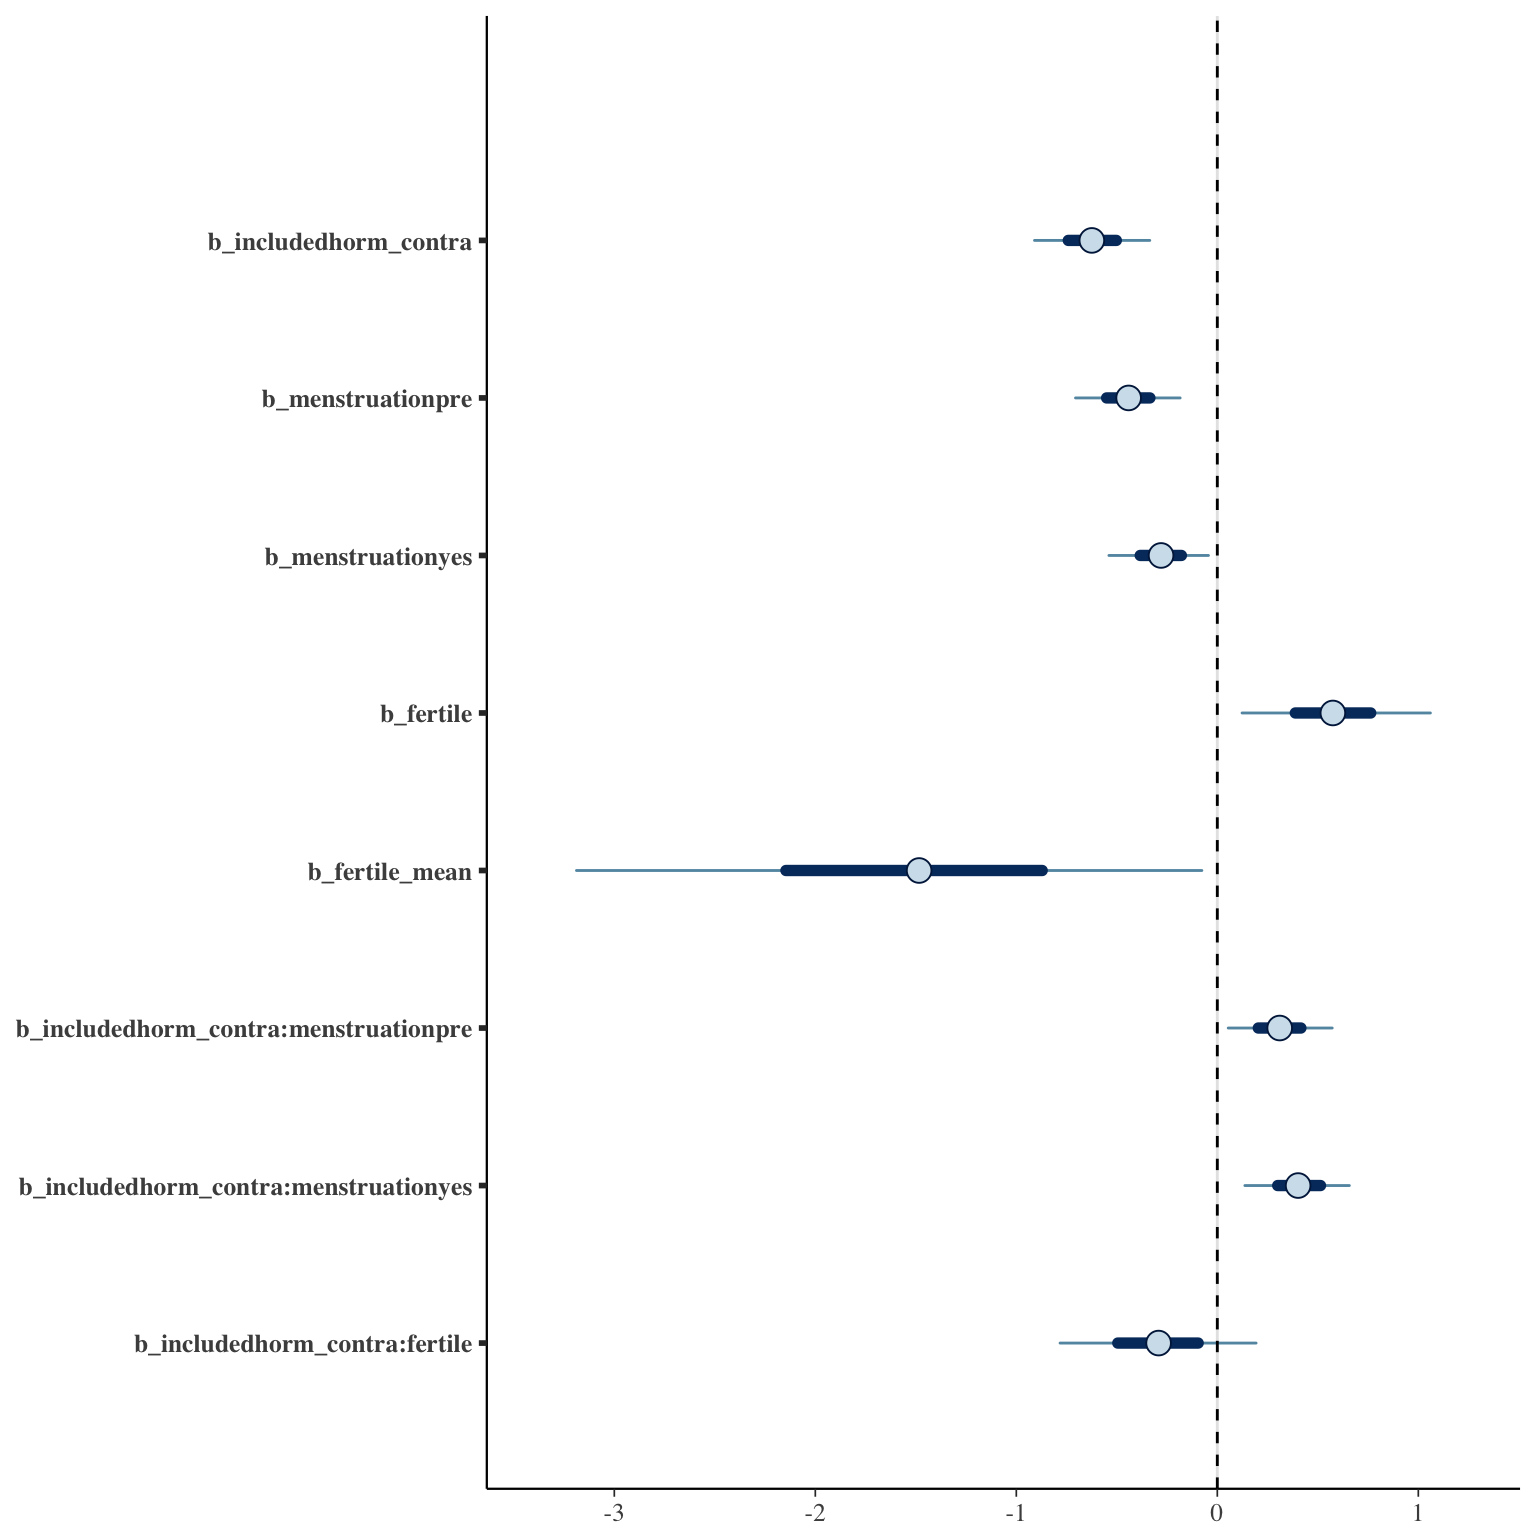 b_includedhorm_contra
b_menstruationpre
b_menstruationyes
b_fertile
b_fertile_mean
b_includedhorm_contra:menstruationpre
b_includedhorm_contra:menstruationyes
b_includedhorm_contra:fertile
-3 -2 -1 0 1